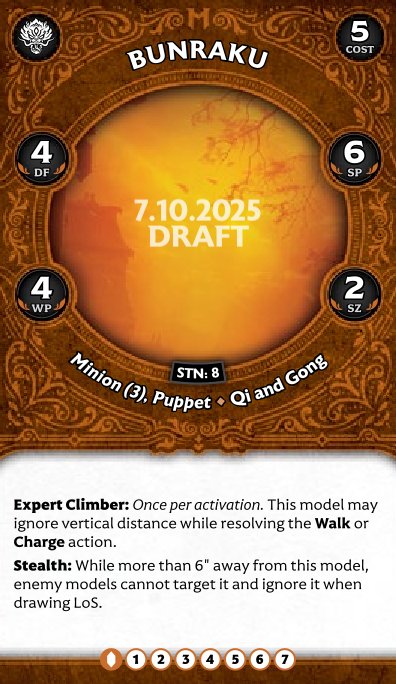 BUNRAKU
5
COST
4
DF
6
SP
7.10.2025
DRAFT
4
WP
2
SZ
STN: 8
Minion (3), Puppet ◆ Qi and Gong
Expert Climber: Once per activation. This model may
ignore vertical distance while resolving the Walk or
Charge action.
Stealth: While more than 6" away from this model,
enemy models cannot target it and ignore it when
drawing LoS.
1 2 3 4 5 6 7